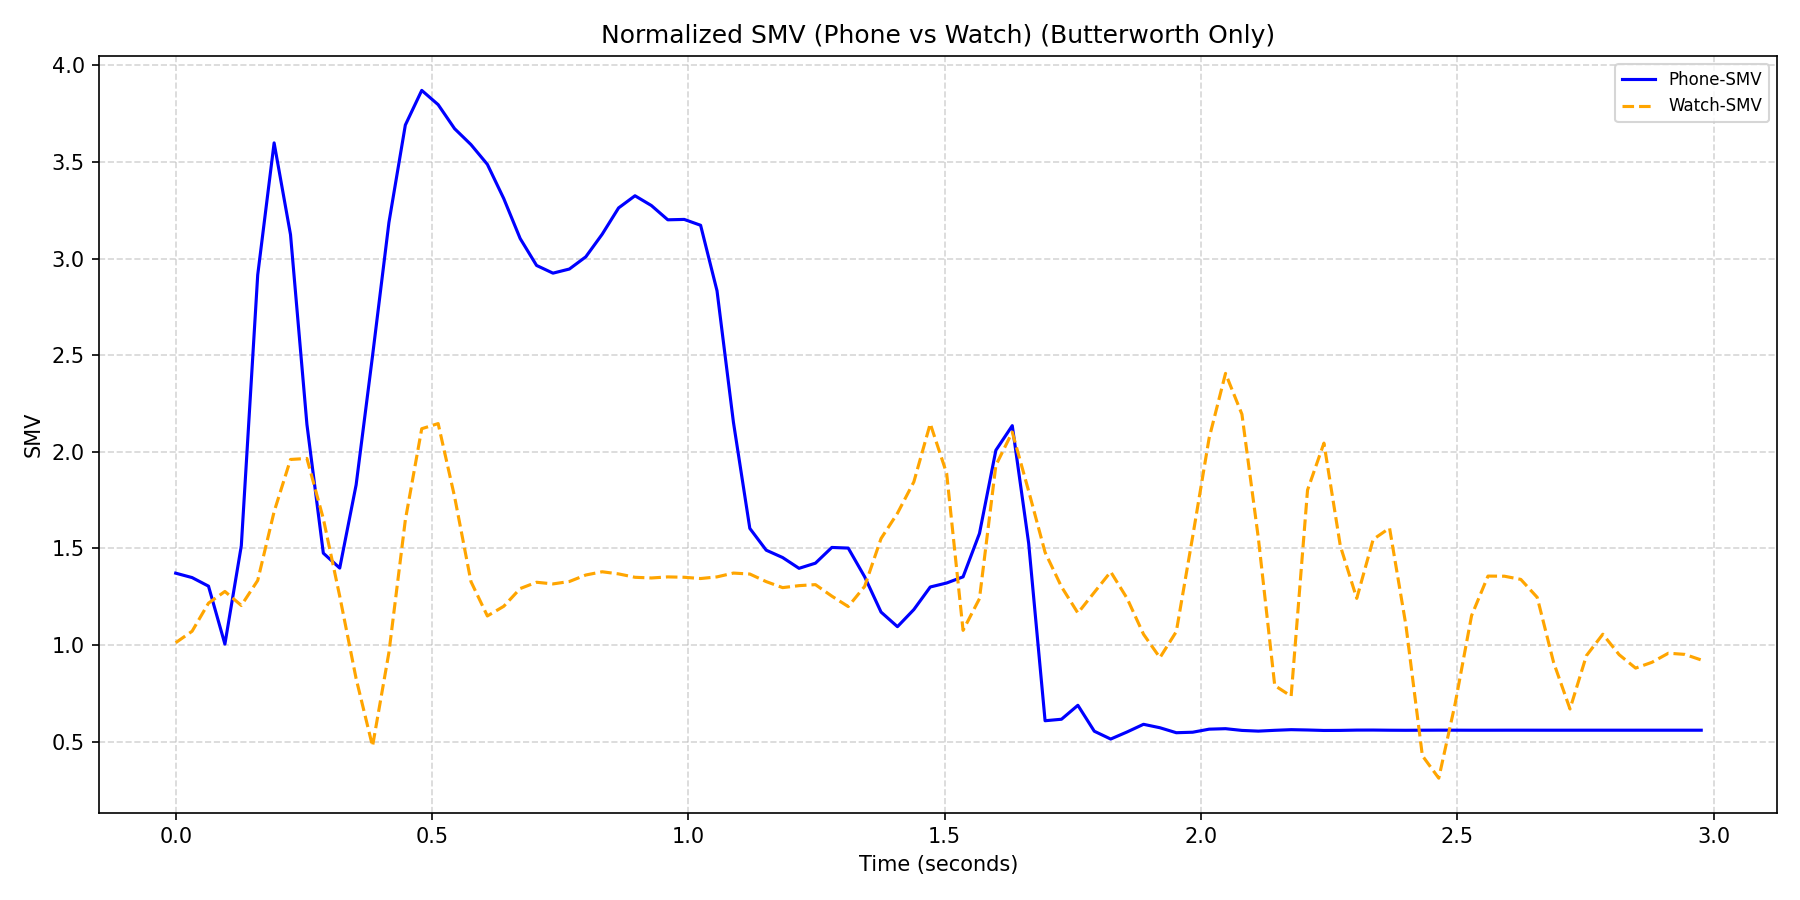 Normalized SMV (Phone vs Watch) (Butterworth Only)
Phone-SMV
Watch-SMV
SMV
4.0
3.5
3.0
2.5
2.0
1.5
1.0
0.5
0.0 0.5 1.0 1.5 2.0 2.5 3.0
Time (seconds)